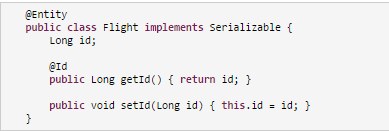 @Entity
public class Flight implements Serializable {
    Long id;

    @Id
    public Long getId() { return id; }

    public void setId(Long id) { this.id = id; }
}